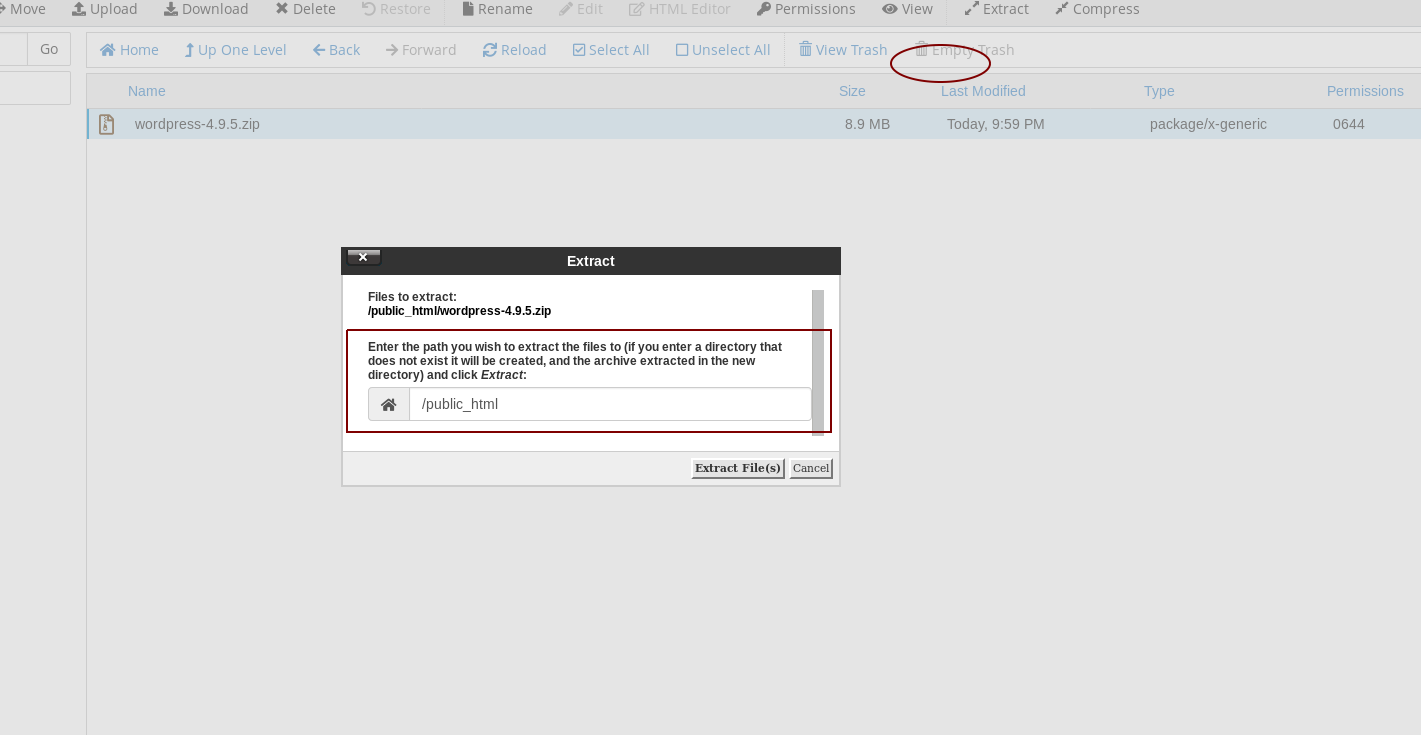 Move Upload Download Delete Restore Rename Edit HTML Editor Permissions View Extract Compress
Go Home Up One Level Back Forward Reload Select All Unselect All View Trash Empty Trash
Name Size Last Modified Type Permissions
wordpress-4.9.5.zip 8.9 MB Today, 9:59 PM package/x-generic 0644
Extract
Files to extract:
/public_html/wordpress-4.9.5.zip
Enter the path you wish to extract the files to (if you enter a directory that
does not exist it will be created, and the archive extracted in the new
directory) and click Extract:
/public_html
Extract File(s) Cancel